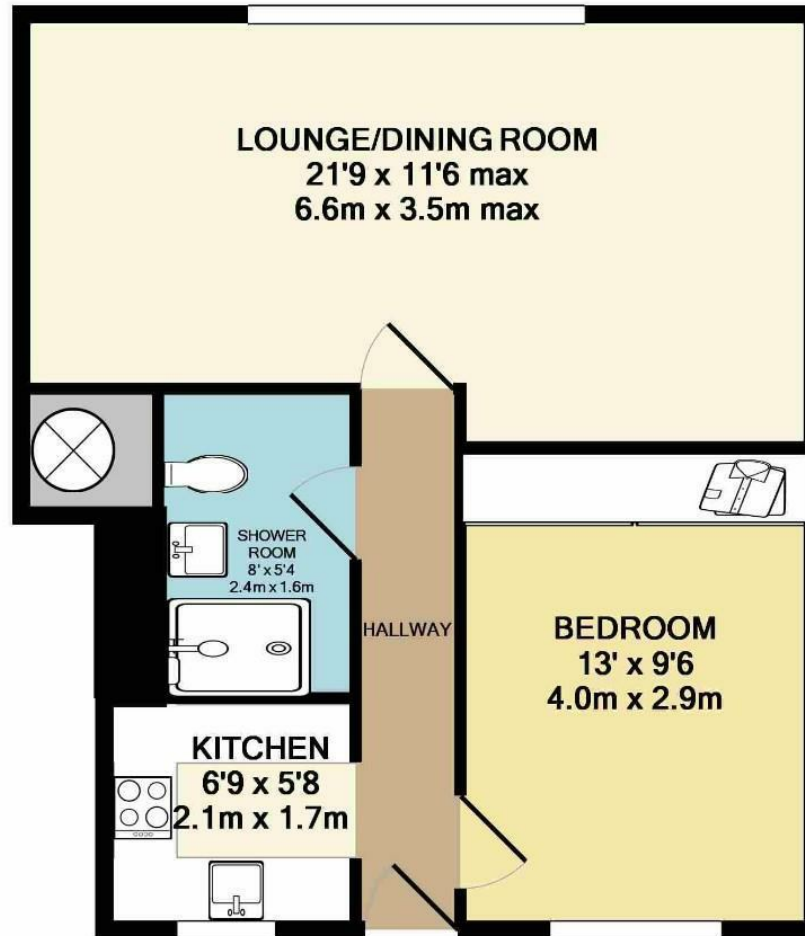 LOUNGE/DINING ROOM
21'9 x 11'6 max
6.6m x 3.5m max
SHOWER
ROOM
8' x 5'4
2.4m x 1.6m
HALLWAY
BEDROOM
13' x 9'6
4.0m x 2.9m
KITCHEN
6'9 x 5'8
2.1m x 1.7m